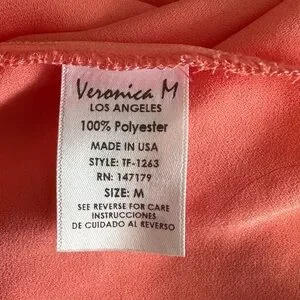 Veronica M
LOS ANGELES
100% Polyester
MADE IN USA
STYLE: TF-1263
RN: 147179
SIZE: M
SEE REVERSE FOR CARE
INSTRUCCIONES
DE CUIDADO AL REVERSO